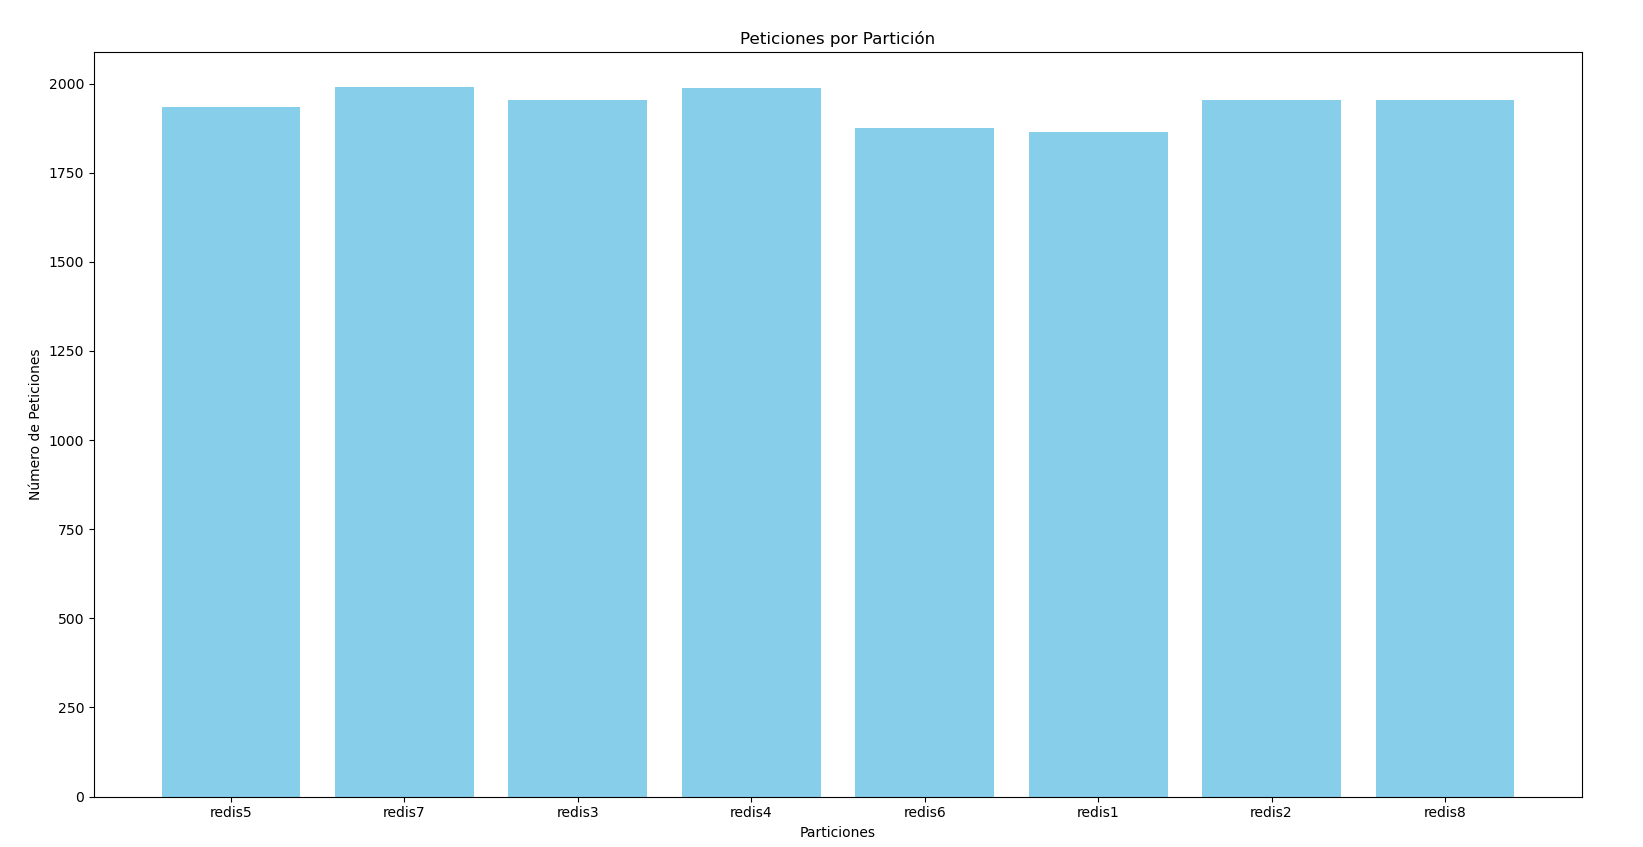 Peticiones por Partición
Número de Peticiones
2000
1750
1500
1250
1000
750
500
250
0
redis5 redis7 redis3 redis4 redis6 redis1 redis2 redis8
Particiones